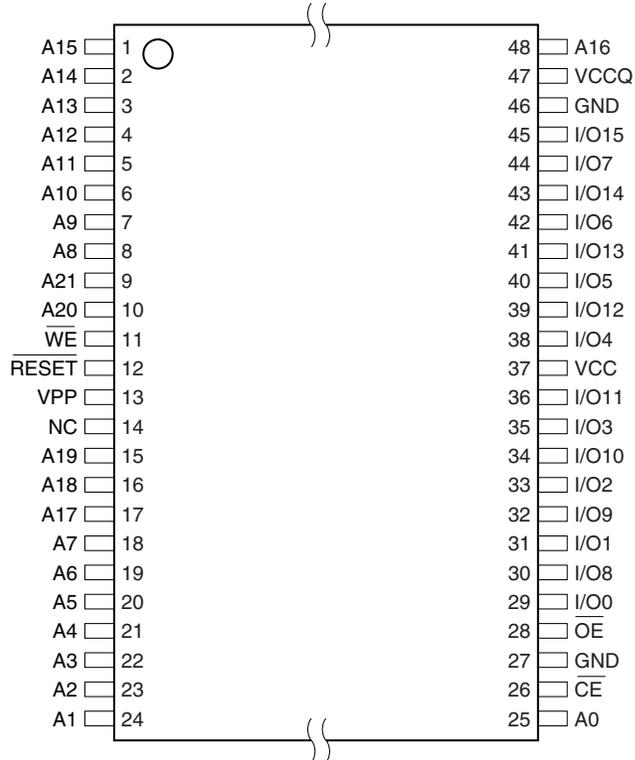 A15 1 48 A16
A14 2 47 VCCQ
A13 3 46 GND
A12 4 45 I/O15
A11 5 44 I/O7
A10 6 43 I/O14
A9 7 42 I/O6
A8 8 41 I/O13
A21 9 40 I/O5
A20 10 39 I/O12
WE 11 38 I/O4
RESET 12 37 VCC
VPP 13 36 I/O11
NC 14 35 I/O3
A19 15 34 I/O10
A18 16 33 I/O2
A17 17 32 I/O9
A7 18 31 I/O1
A6 19 30 I/O8
A5 20 29 I/O0
A4 21 28 OE
A3 22 27 GND
A2 23 26 CE
A1 24 25 A0